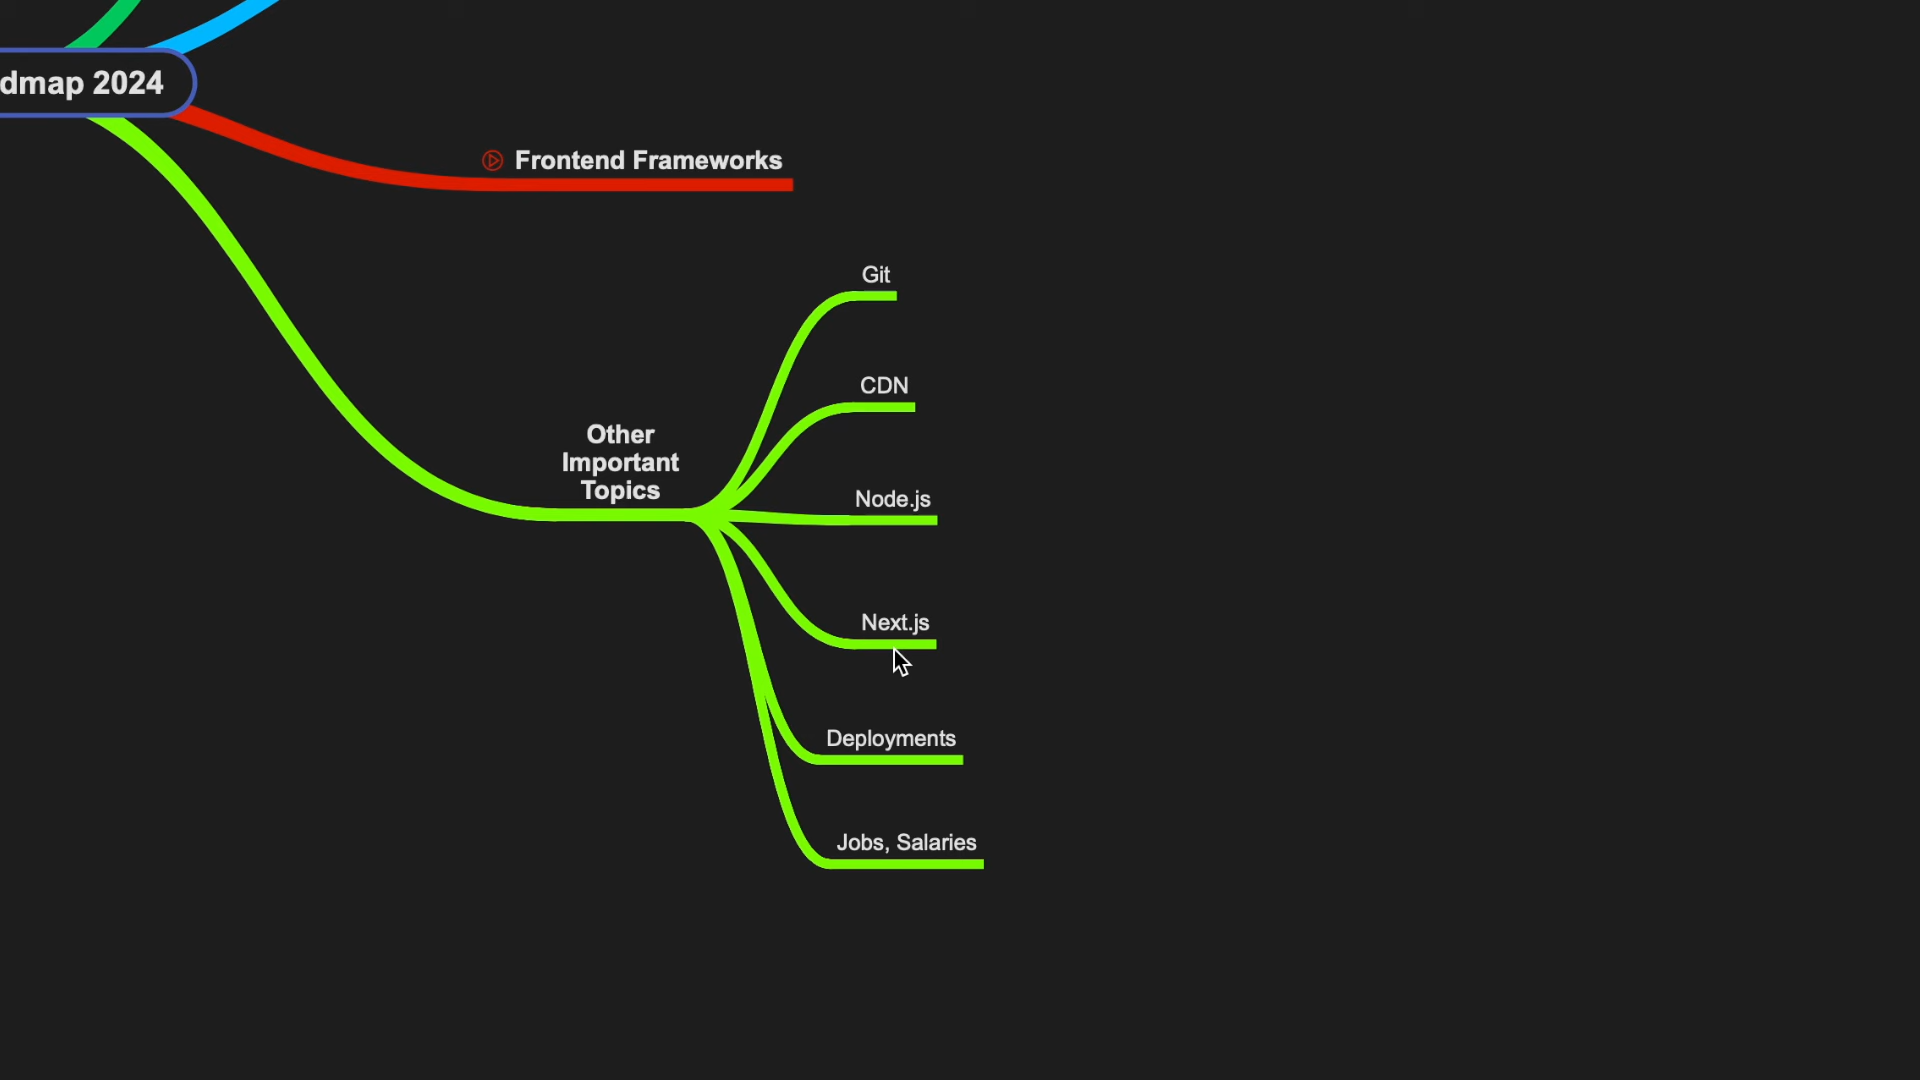 dmap 2024
Frontend Frameworks
Git
CDN
Other
Important
Topics
Node.js
Next.js
Deployments
Jobs, Salaries